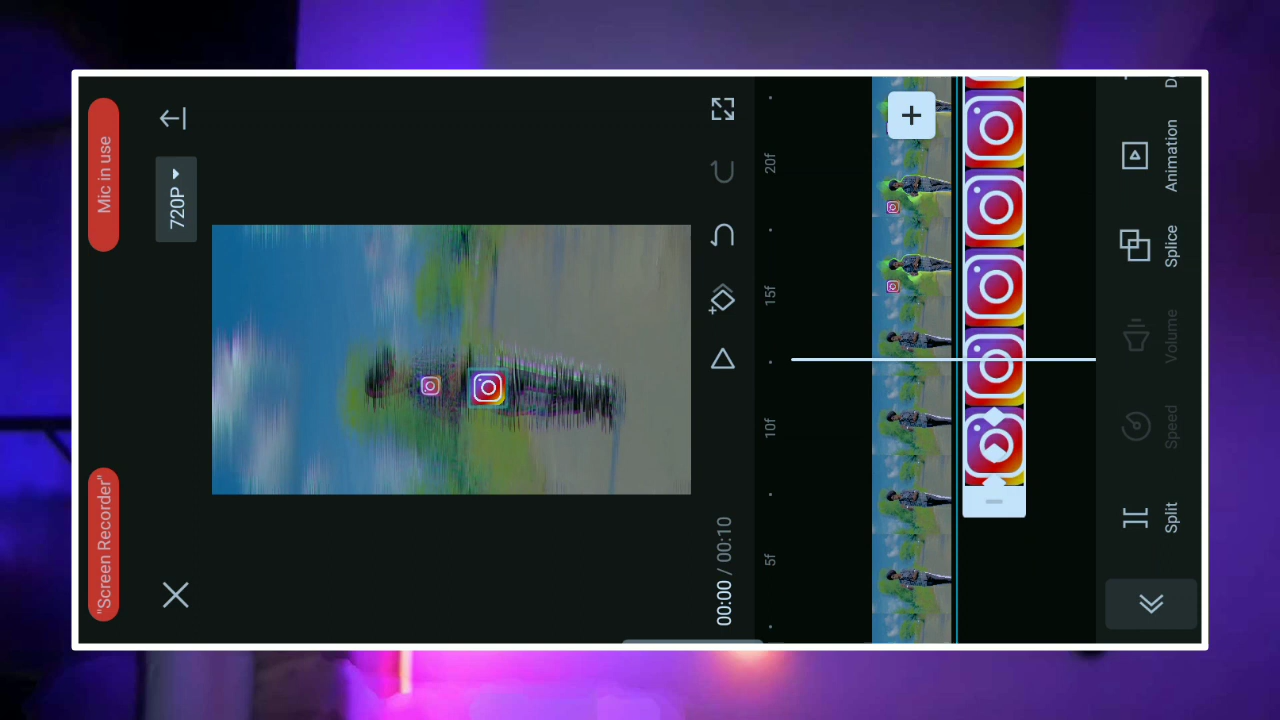 "Screen Recorder"
Mic in use
720P
00:00 / 00:10
5f
10f
15f
20f
Split
Speed
Volume
Splice
Animation